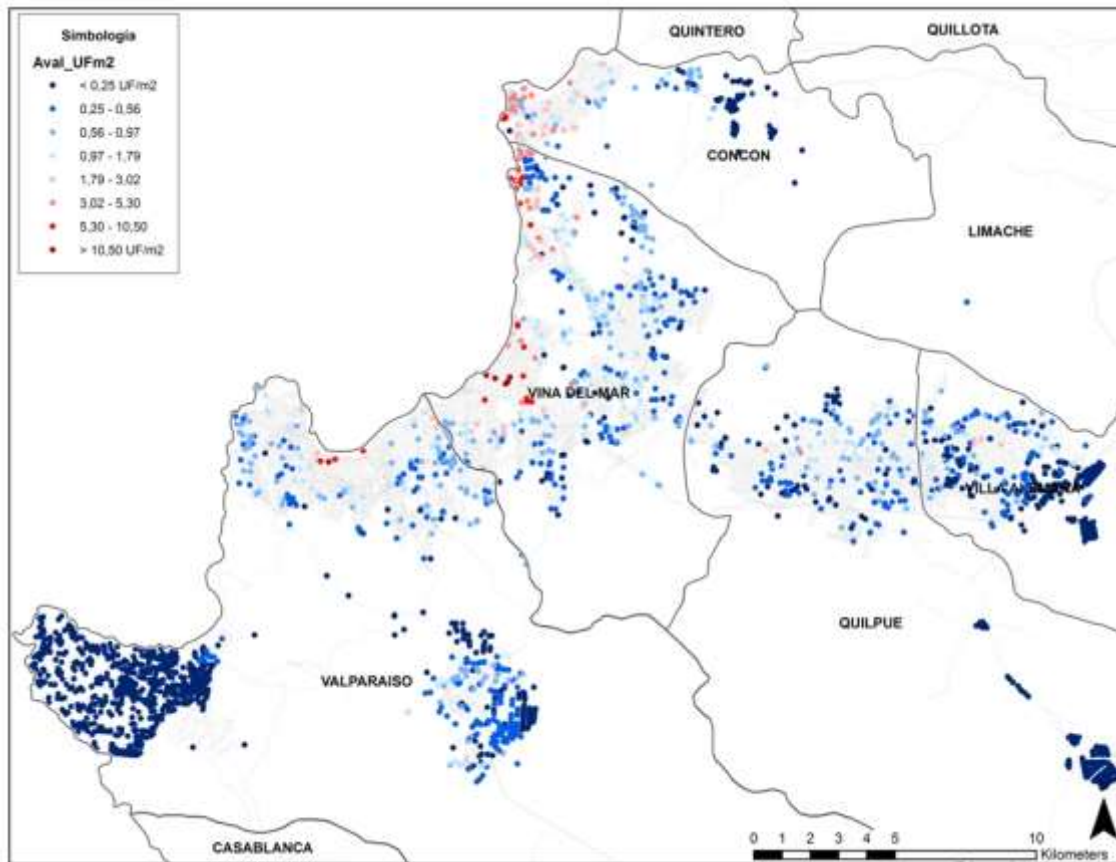 Simbología
Aval_UFm2
< 0,25 UF/m2
0,25 - 0,56
0,56 - 0,97
0,97 - 1,79
1,79 - 3,02
3,02 - 5,30
5,30 - 10,50
> 10,50 UF/m2
QUINTERO
QUILLOTA
CONCON
LIMACHE
VINA DEL MAR
VILLA ALEMANA
QUILPUE
VALPARAISO
CASABLANCA
0 1 2 3 4 5 10
Kilometers